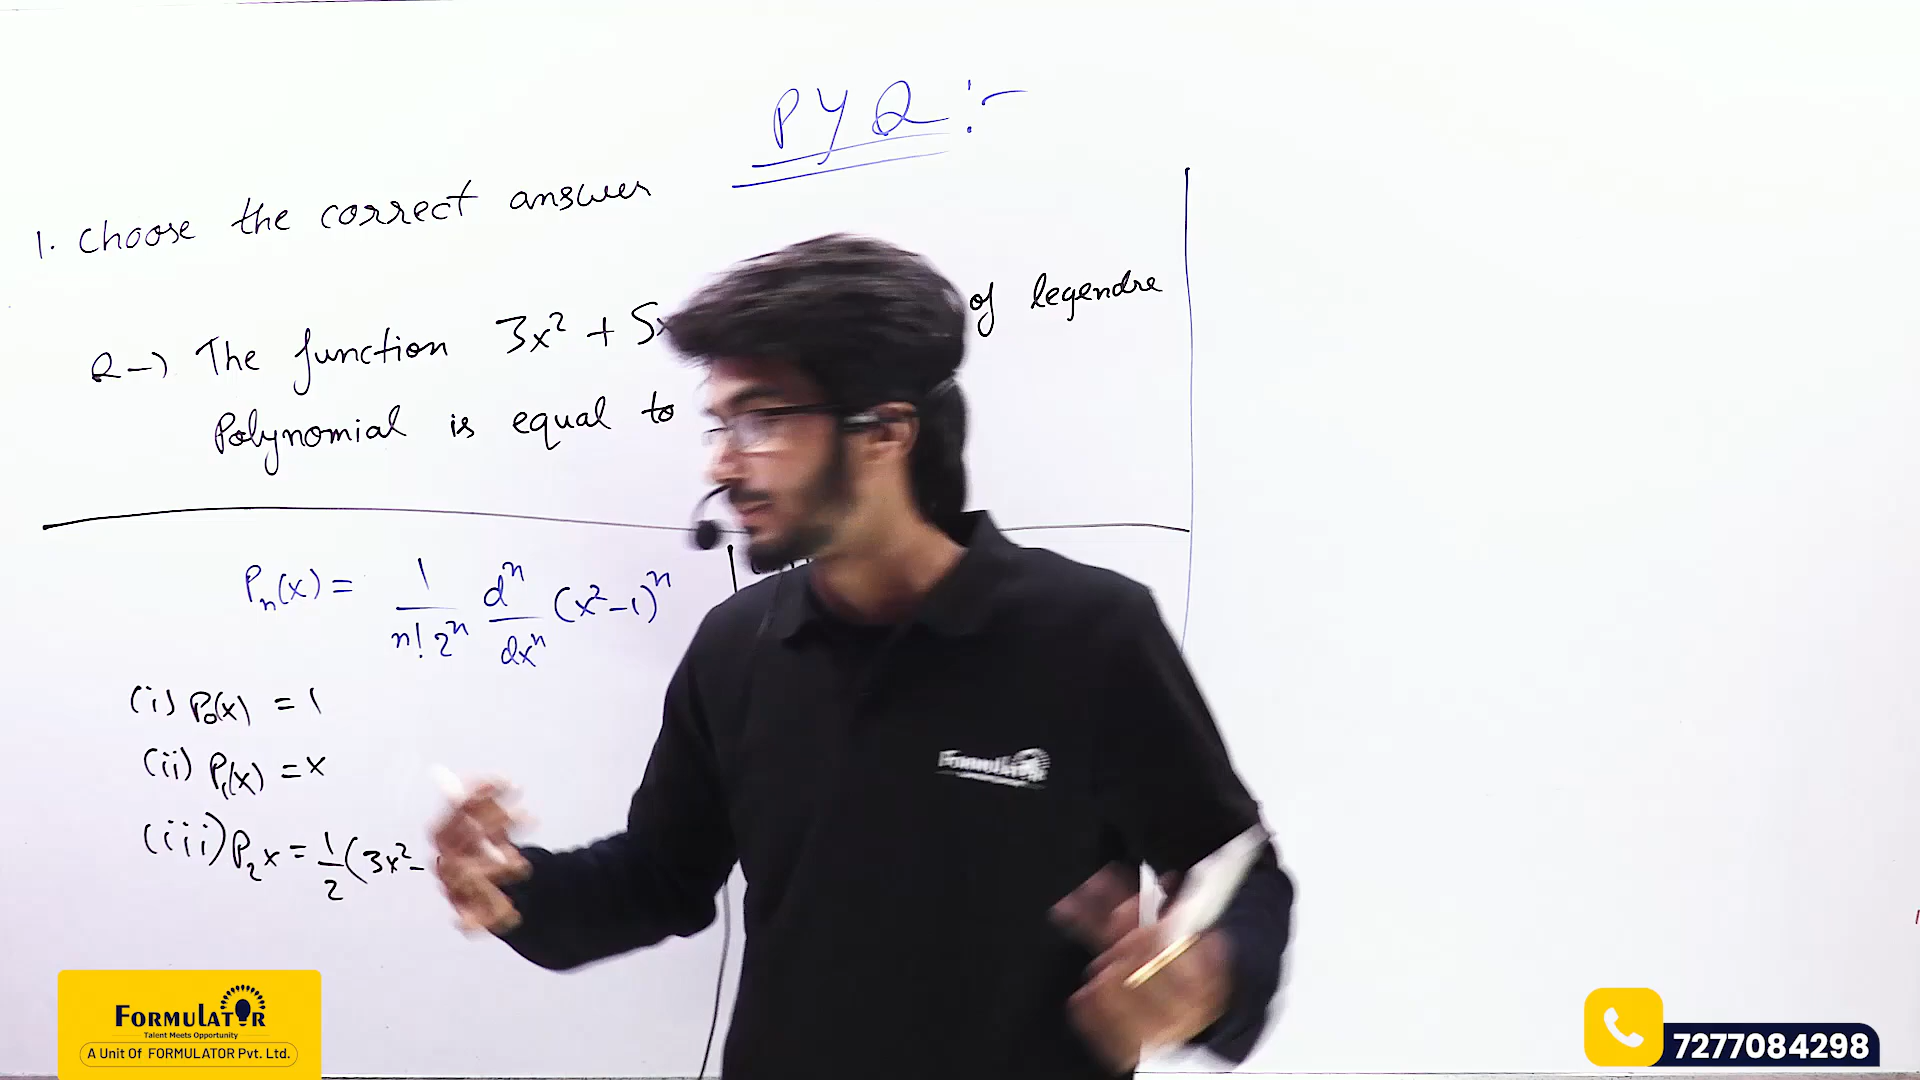 PYQ :-
1. Choose the correct answer
Q→ The function 3x² + 5x of legendre
Polynomial is equal to
Pₙ(x) = 1/(n! 2ⁿ) dⁿ/dxⁿ (x²-1)ⁿ
(i) P₀(x) = 1
(ii) P₁(x) = x
(iii) P₂x = 1/2 (3x² -
FORMULATOR
FORMULATOR
Talent Meets Opportunity
A Unit Of FORMULATOR Pvt. Ltd.
7277084298